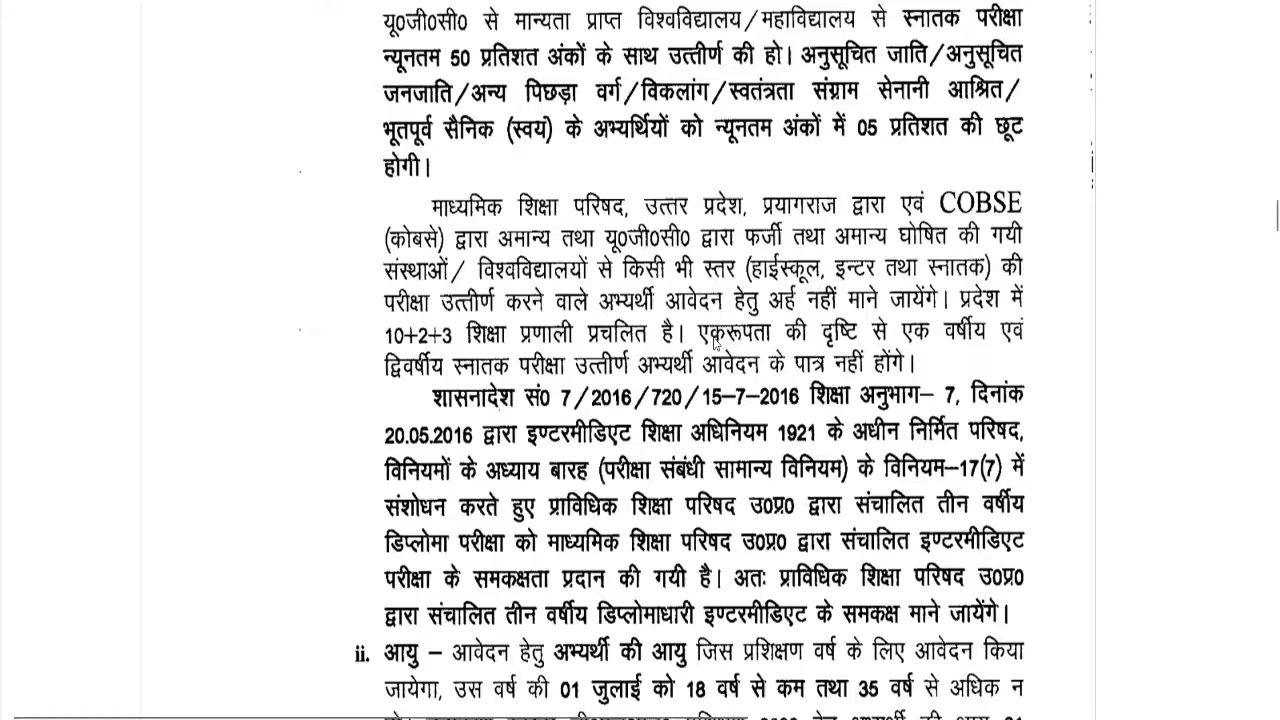 यू0जी0सी0 से मान्यता प्राप्त विश्वविद्यालय/महाविद्यालय से स्नातक परीक्षा
न्यूनतम 50 प्रतिशत अंकों के साथ उत्तीर्ण की हो। अनुसूचित जाति/अनुसूचित
जनजाति/अन्य पिछड़ा वर्ग/विकलांग/स्वतंत्रता संग्राम सेनानी आश्रित/
भूतपूर्व सैनिक (स्वयं) के अभ्यर्थियों को न्यूनतम अंकों में 05 प्रतिशत की छूट
होगी।
माध्यमिक शिक्षा परिषद, उत्तर प्रदेश, प्रयागराज द्वारा एवं COBSE
(कोबसे) द्वारा अमान्य तथा यू0जी0सी0 द्वारा फर्जी तथा अमान्य घोषित की गयी
संस्थाओं/ विश्वविद्यालयों से किसी भी स्तर (हाईस्कूल, इन्टर तथा स्नातक) की
परीक्षा उत्तीर्ण करने वाले अभ्यर्थी आवेदन हेतु अर्ह नहीं माने जायेंगे। प्रदेश में
10+2+3 शिक्षा प्रणाली प्रचलित है। एकरूपता की दृष्टि से एक वर्षीय एवं
द्विवर्षीय स्नातक परीक्षा उत्तीर्ण अभ्यर्थी आवेदन के पात्र नहीं होंगे।
शासनादेश सं0 7/2016/720/15-7-2016 शिक्षा अनुभाग- 7, दिनांक
20.05.2016 द्वारा इण्टरमीडिएट शिक्षा अधिनियम 1921 के अधीन निर्मित परिषद,
विनियमों के अध्याय बारह (परीक्षा संबंधी सामान्य विनियम) के विनियम-17(7) में
संशोधन करते हुए प्राविधिक शिक्षा परिषद उ0प्र0 द्वारा संचालित तीन वर्षीय
डिप्लोमा परीक्षा को माध्यमिक शिक्षा परिषद उ0प्र0 द्वारा संचालित इण्टरमीडिएट
परीक्षा के समकक्षता प्रदान की गयी है। अतः प्राविधिक शिक्षा परिषद उ0प्र0
द्वारा संचालित तीन वर्षीय डिप्लोमाधारी इण्टरमीडिएट के समकक्ष माने जायेंगे।
ii. आयु – आवेदन हेतु अभ्यर्थी की आयु जिस प्रशिक्षण वर्ष के लिए आवेदन किया
जायेगा, उस वर्ष की 01 जुलाई को 18 वर्ष से कम तथा 35 वर्ष से अधिक न